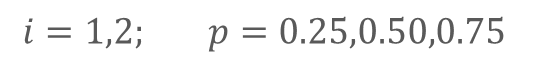 𝑖 = 1,2; 𝑝 = 0.25,0.50,0.75